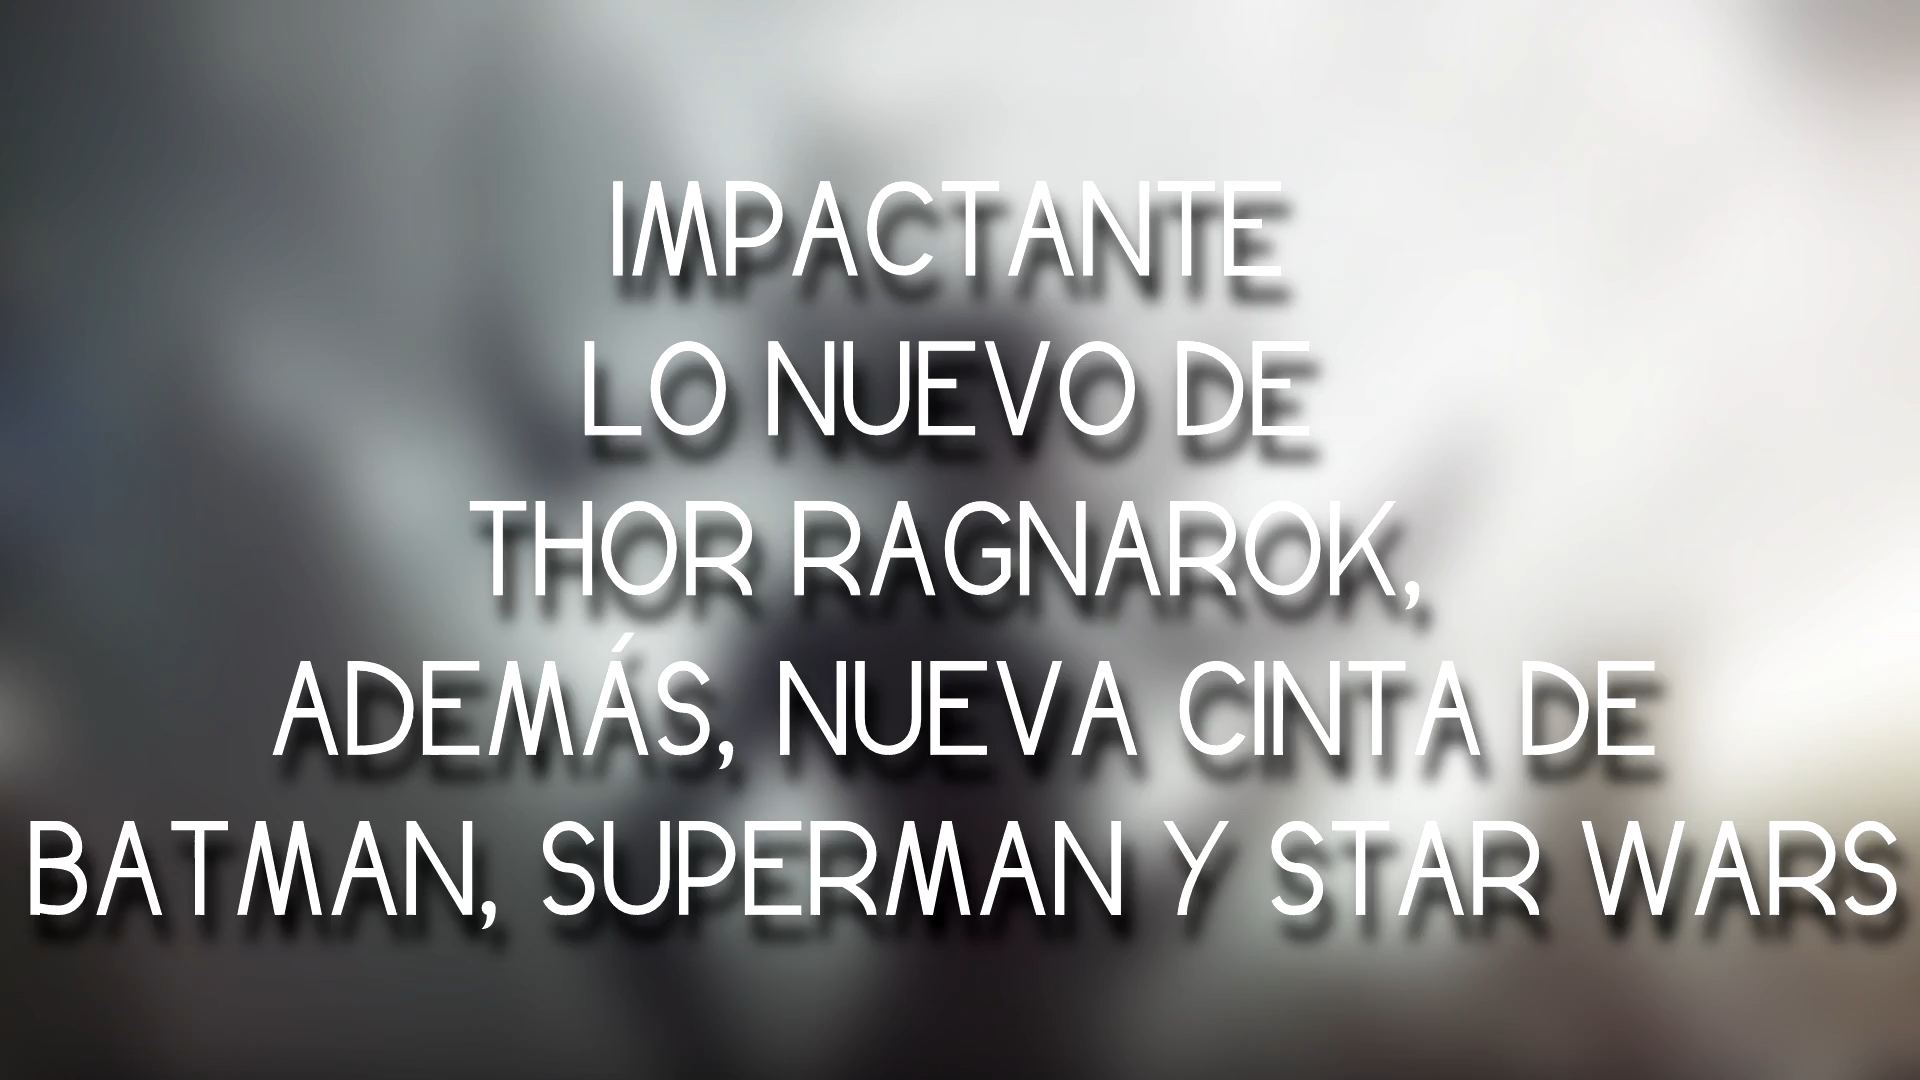 IMPACTANTE
LO NUEVO DE
THOR RAGNAROK,
ADEMÁS, NUEVA CINTA DE
BATMAN, SUPERMAN Y STAR WARS